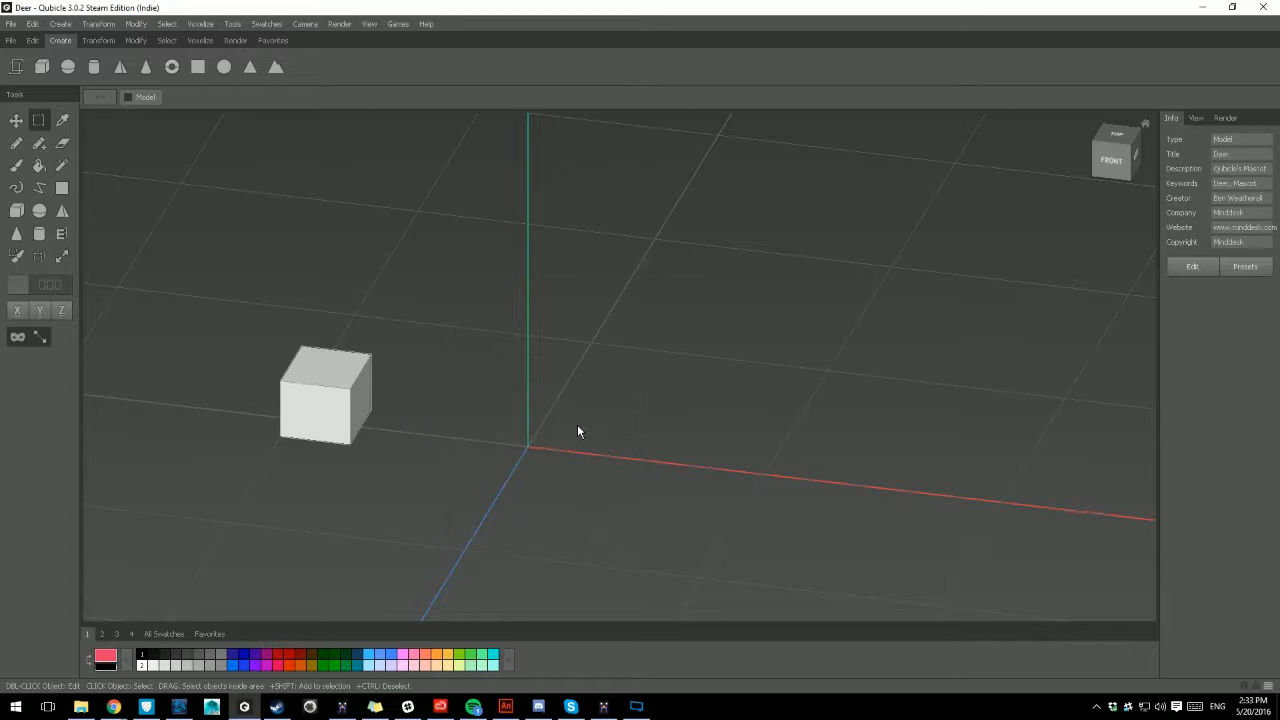 Deer - Qubicle 3.0.2 Steam Edition (Indie)
File Edit Create Transform Modify Select Voxelize Tools Swatches Camera Render View Games Help
File Edit Create Transform Modify Select Voxelize Render Favorites
Tools
Model
Info View Render
Type Model
Title Deer
Description Qubicle's Mascot
Keywords Deer, Mascot
Creator Ben Weatherall
Company Minddesk
Website www.minddesk.com
Copyright Minddesk
Edit Presets
FRONT
X Y Z
1 2 3 4 All Swatches Favorites
1
2
DBL-CLICK Object: Edit CLICK Object: Select DRAG: Select objects inside area. +SHIFT: Add to selection +CTRL: Deselect.
ENG
2:33 PM
5/20/2016